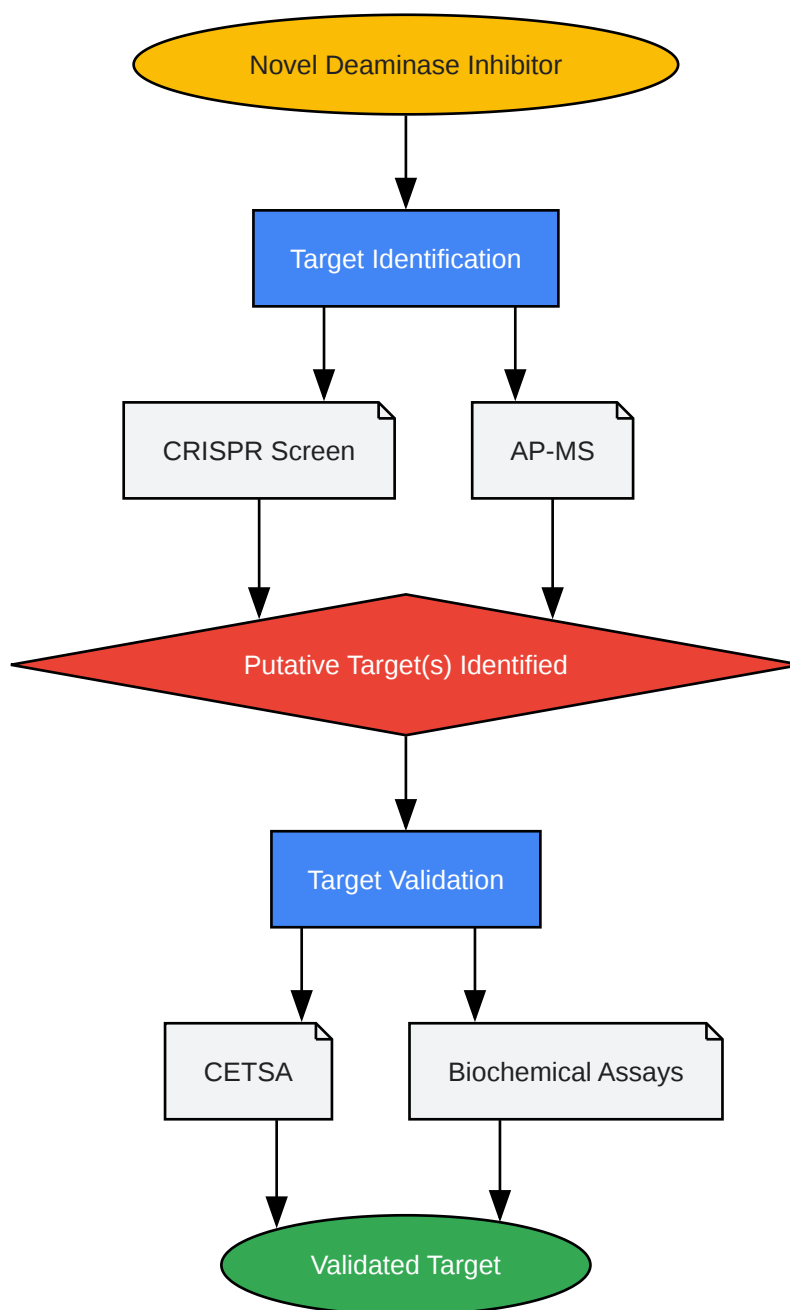 Novel Deaminase Inhibitor
Target Identification
CRISPR Screen
AP-MS
Putative Target(s) Identified
Target Validation
CETSA
Biochemical Assays
Validated Target